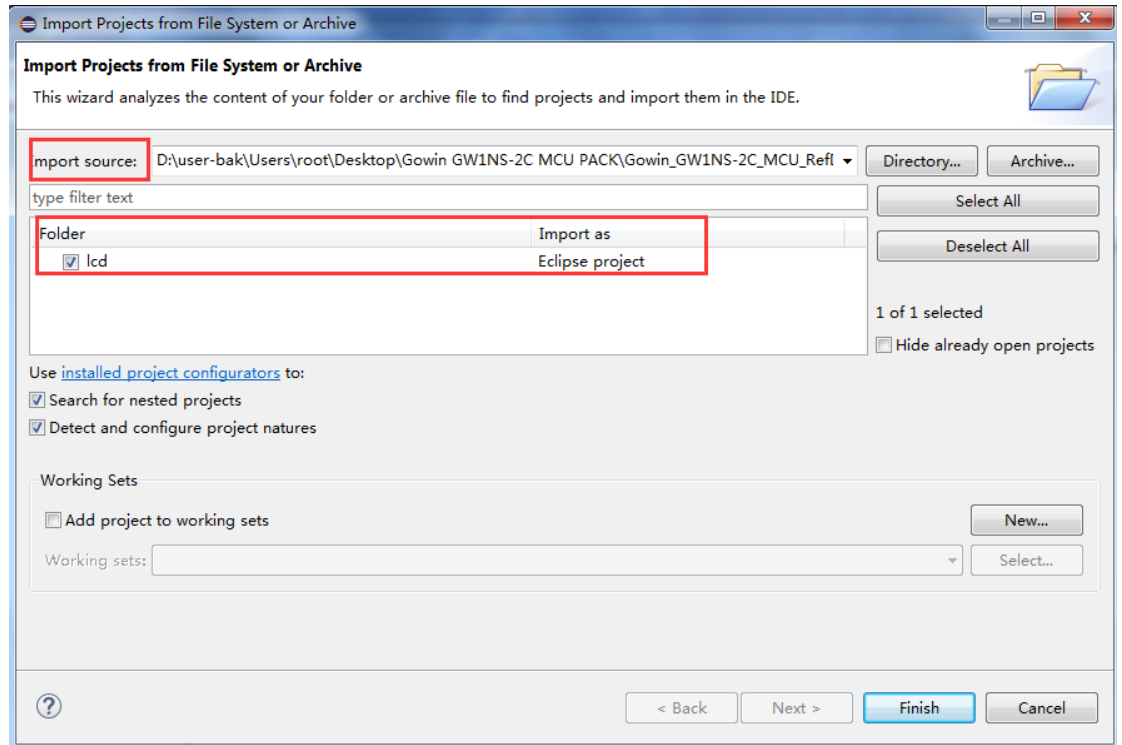 Import Projects from File System or Archive
Import Projects from File System or Archive
This wizard analyzes the content of your folder or archive file to find projects and import them in the IDE.
mport source: D:\user-bak\Users\root\Desktop\Gowin GW1NS-2C MCU PACK\Gowin_GW1NS-2C_MCU_Refl Directory... Archive...
type filter text Select All
Folder Import as
Deselect All
lcd Eclipse project
1 of 1 selected
Hide already open projects
Use installed project configurators to:
Search for nested projects
Detect and configure project natures
Working Sets
Add project to working sets New...
Working sets: Select...
? < Back Next > Finish Cancel